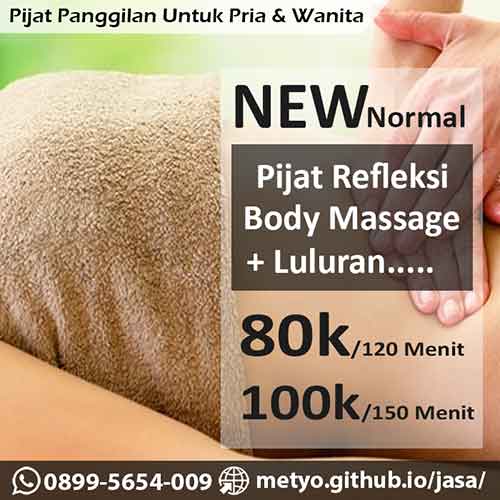 Pijat Panggilan Untuk Pria & Wanita
NEW Normal
Pijat Refleksi
Body Massage
+ Luluran.....
80k/120 Menit
100k/150 Menit
0899-5654-009 metyo.github.io/jasa/